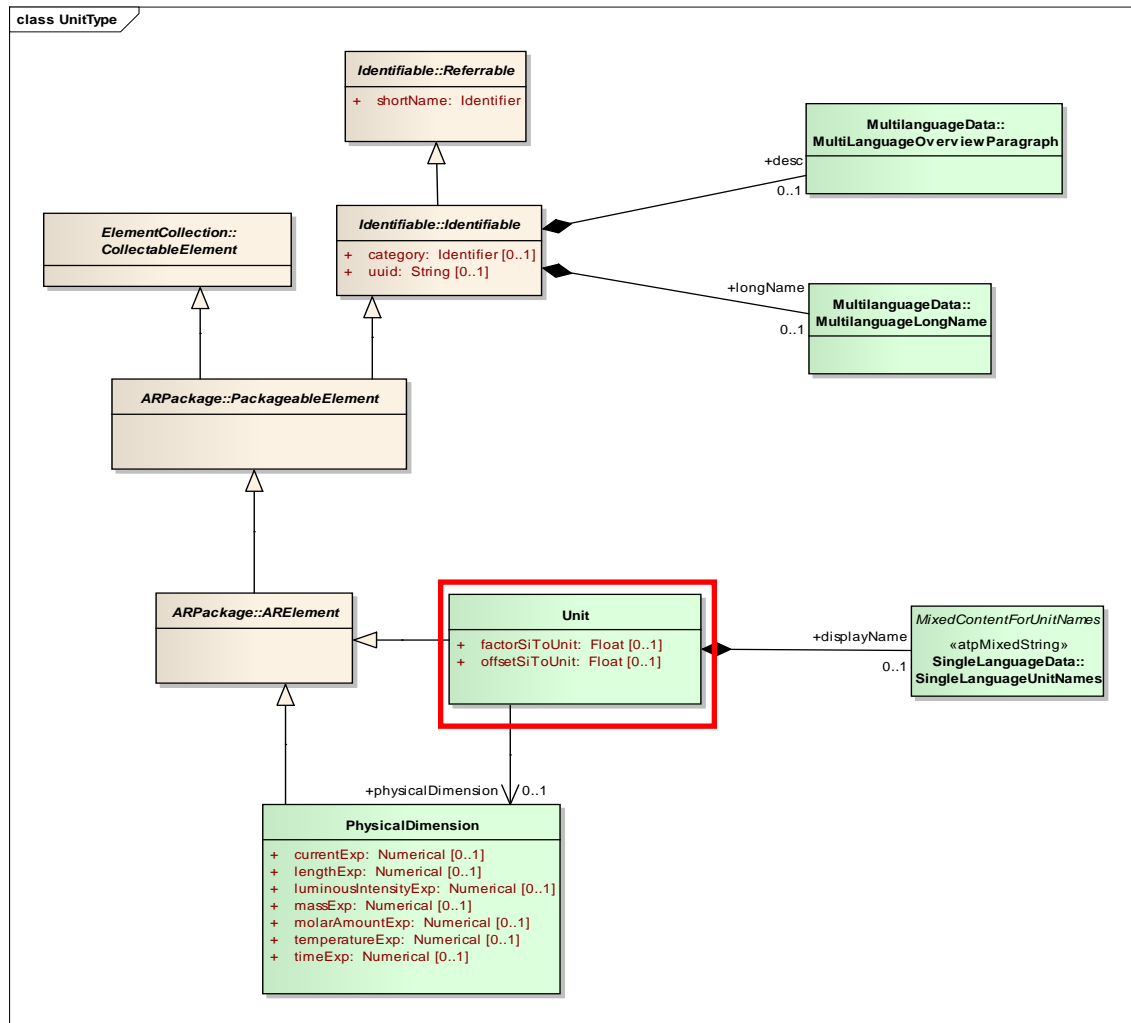 class UnitType
Identifiable::Referrable
+ shortName: Identifier
MultilanguageData::
MultiLanguageOverviewParagraph
+desc
0..1
Identifiable::Identifiable
+ category: Identifier [0..1]
+ uuid: String [0..1]
ElementCollection::
CollectableElement
+longName
0..1
MultilanguageData::
MultilanguageLongName
ARPackage::PackageableElement
ARPackage::ARElement
Unit
+ factorSiToUnit: Float [0..1]
+ offsetSiToUnit: Float [0..1]
+displayName
0..1
MixedContentForUnitNames
«atpMixedString»
SingleLanguageData::
SingleLanguageUnitNames
+physicalDimension
0..1
PhysicalDimension
+ currentExp: Numerical [0..1]
+ lengthExp: Numerical [0..1]
+ luminousIntensityExp: Numerical [0..1]
+ massExp: Numerical [0..1]
+ molarAmountExp: Numerical [0..1]
+ temperatureExp: Numerical [0..1]
+ timeExp: Numerical [0..1]